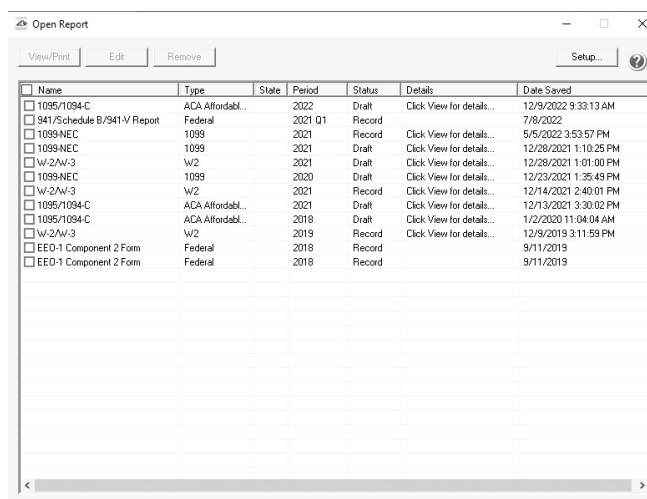 Open Report
View/Print Edit Remove Setup...
Name Type State Period Status Details Date Saved
1095/1094-C ACA Affordabl... 2022 Draft Click View for details... 12/9/2022 9:33:13 AM
941/Schedule B/941-V Report Federal 2021 Q1 Record 7/8/2022
1099-NEC 1099 2021 Record Click View for details... 5/5/2022 3:53:57 PM
1099-NEC 1099 2021 Draft Click View for details... 12/28/2021 1:10:25 PM
W-2/W-3 W2 2021 Draft Click View for details... 12/28/2021 1:01:00 PM
1099-NEC 1099 2020 Draft Click View for details... 12/23/2021 1:35:49 PM
W-2/W-3 W2 2021 Record Click View for details... 12/14/2021 2:40:01 PM
1095/1094-C ACA Affordabl... 2021 Draft Click View for details... 12/13/2021 3:30:02 PM
1095/1094-C ACA Affordabl... 2018 Draft Click View for details... 1/2/2020 11:04:04 AM
W-2/W-3 W2 2019 Record Click View for details... 12/9/2019 3:11:59 PM
EEO-1 Component 2 Form Federal 2018 Record 9/11/2019
EEO-1 Component 2 Form Federal 2018 Record 9/11/2019